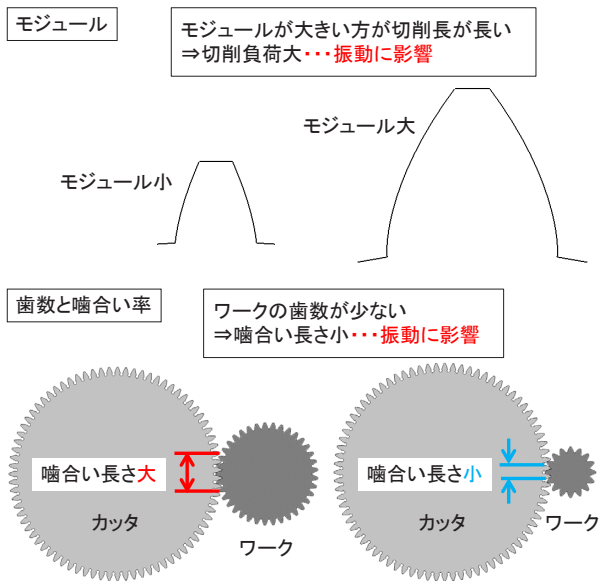 モジュール
モジュールが大きい方が切削長が長い
⇒切削負荷大・・・振動に影響
モジュール大
モジュール小
歯数と噛合い率
ワークの歯数が少ない
⇒噛合い長さ小・・・振動に影響
噛合い長さ大
カッタ
ワーク
噛合い長さ小
カッタ
ワーク